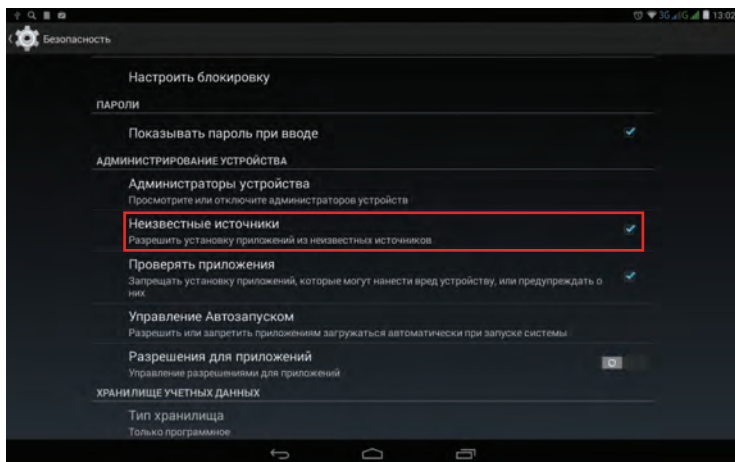 3G G 13:02
Безопасность
Настроить блокировку
ПАРОЛИ
Показывать пароль при вводе
АДМИНИСТРИРОВАНИЕ УСТРОЙСТВА
Администраторы устройства
Просмотрите или отключите администраторов устройств
Неизвестные источники
Разрешить установку приложений из неизвестных источников
Проверять приложения
Запрещать установку приложений, которые могут нанести вред устройству, или предупреждать о
них
Управление Автозапуском
Разрешить или запретить приложениям загружаться автоматически при запуске системы
Разрешения для приложений
Управление разрешениями для приложений
ХРАНИЛИЩЕ УЧЕТНЫХ ДАННЫХ
Тип хранилища
Только программное